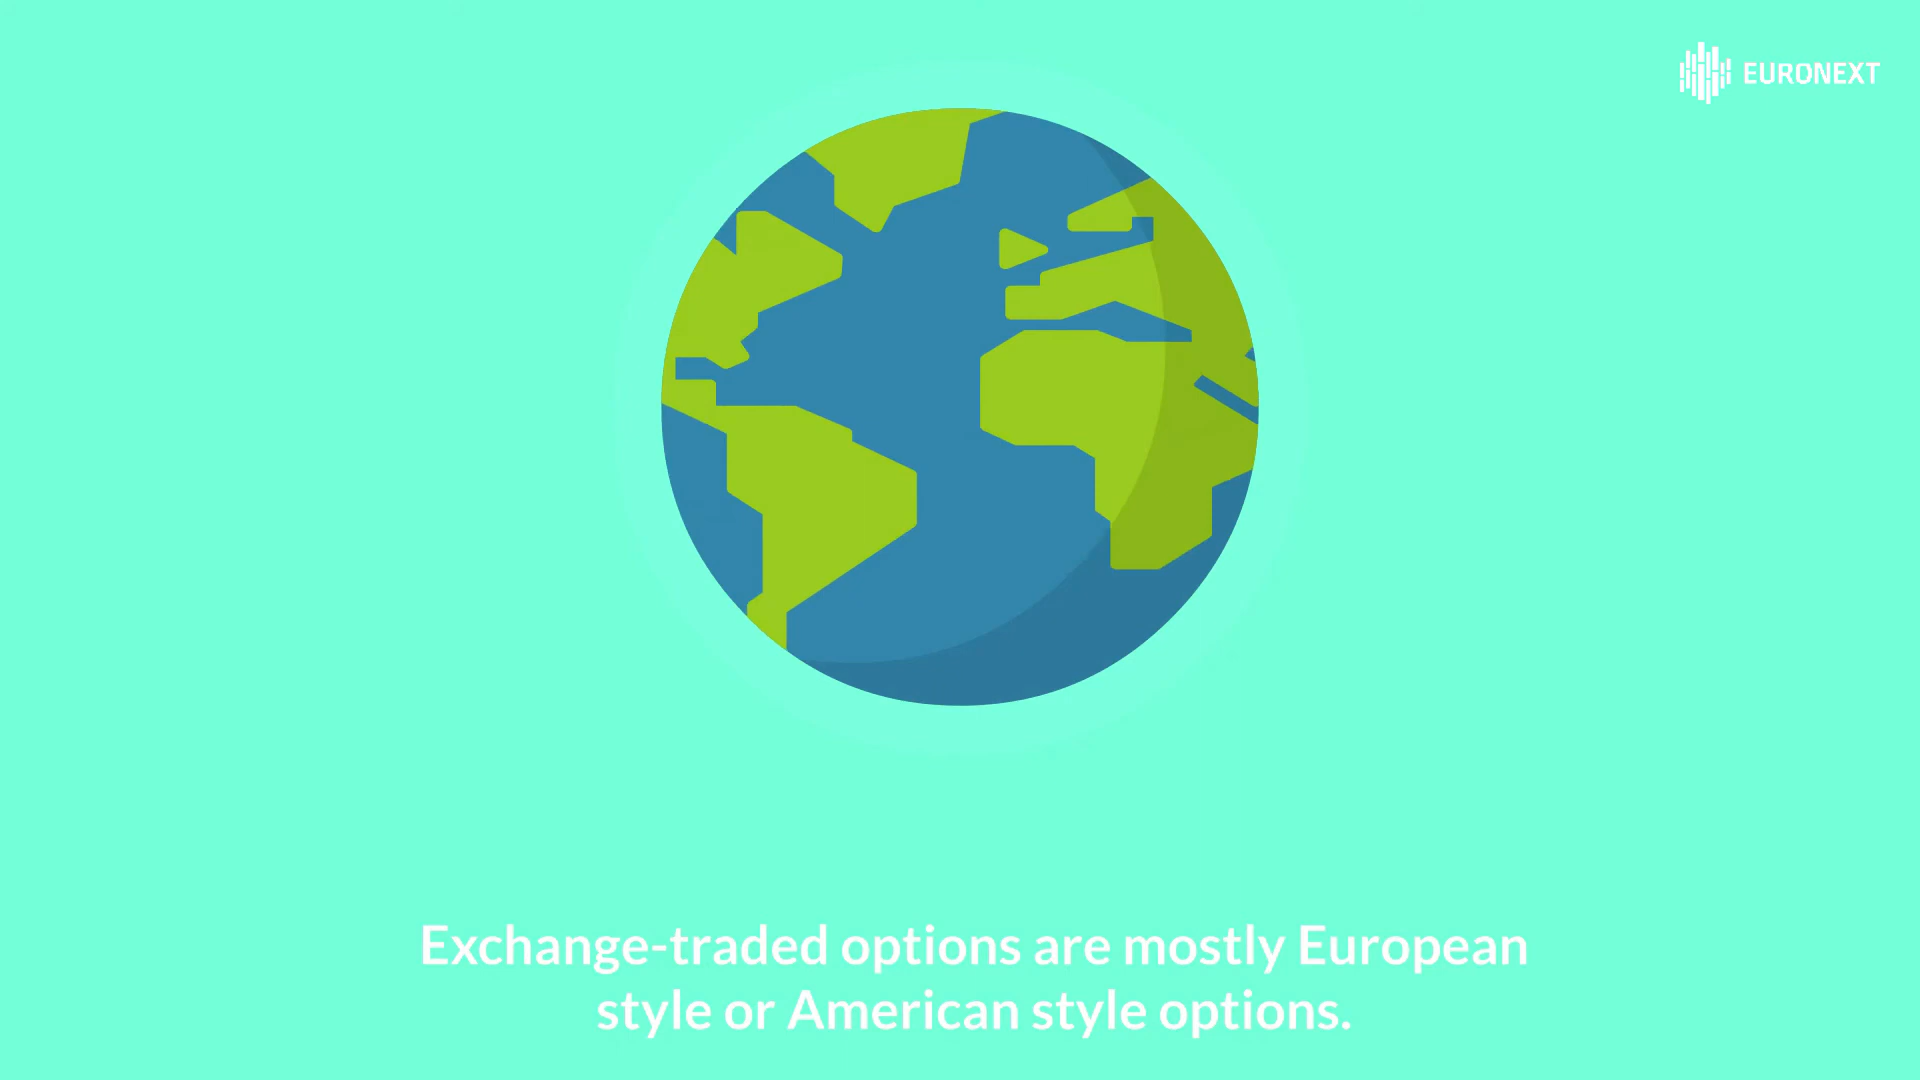 EURONEXT
Exchange-traded options are mostly European
style or American style options.